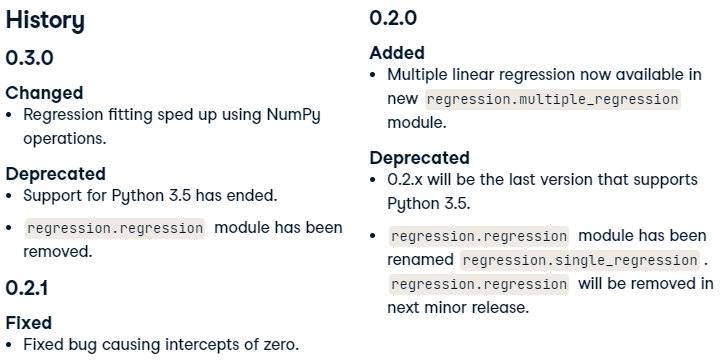 History
0.3.0
Changed
• Regression fitting sped up using NumPy
operations.
Deprecated
• Support for Python 3.5 has ended.
• regression.regression module has been
removed.
0.2.1
Fixed
• Fixed bug causing intercepts of zero.
0.2.0
Added
• Multiple linear regression now available in
new regression.multiple_regression
module.
Deprecated
• 0.2.x will be the last version that supports
Python 3.5.
• regression.regression module has been
renamed regression.single_regression .
regression.regression will be removed in
next minor release.